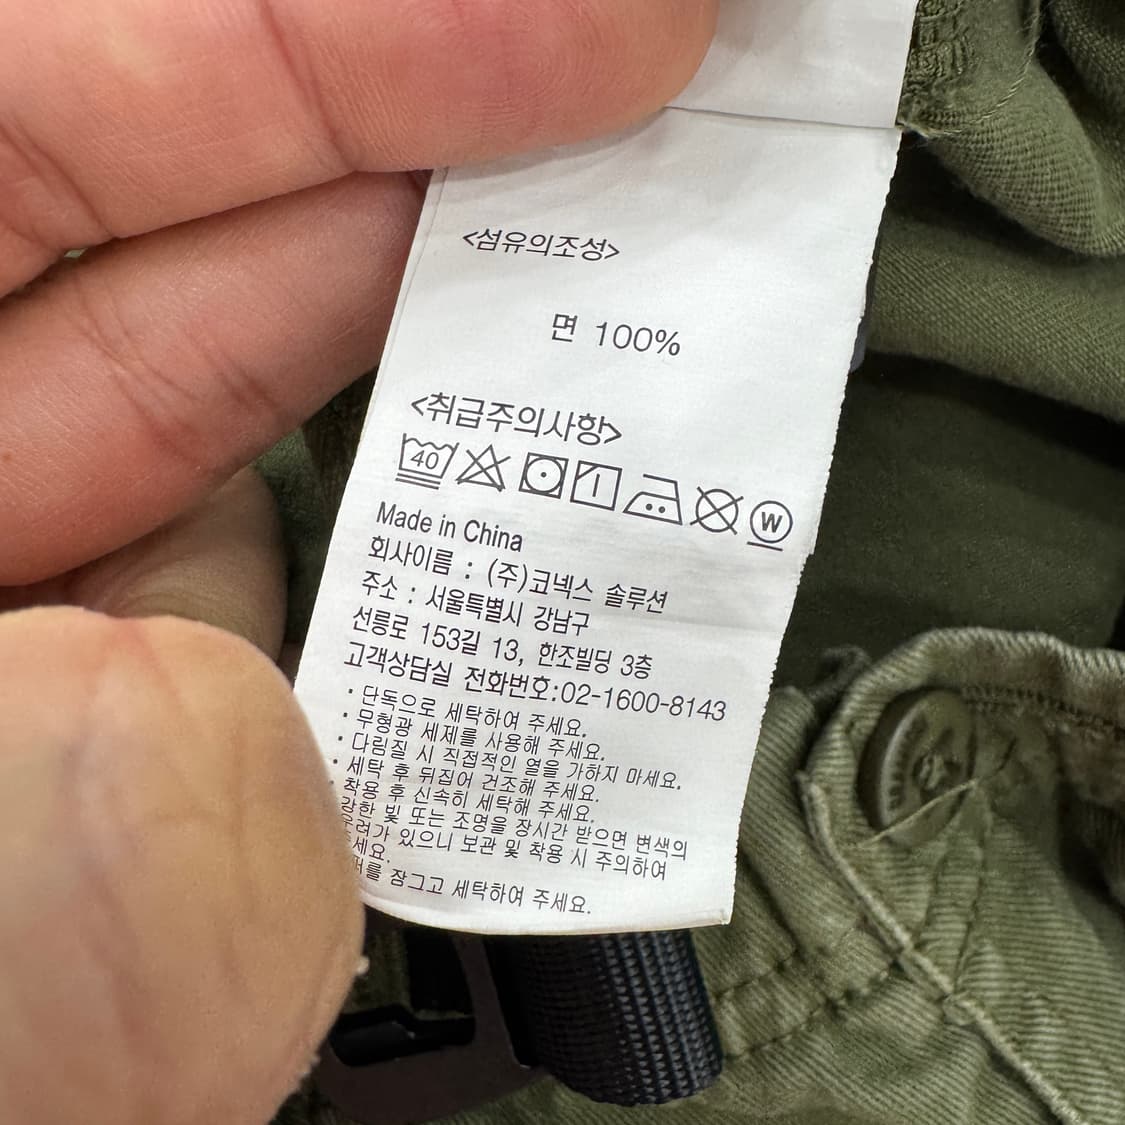 <섬유의조성>
면 100%
<취급주의사항>
40
W
Made in China
회사이름 : (주)코넥스 솔루션
주소 : 서울특별시 강남구
선릉로 153길 13, 한조빌딩 3층
고객상담실 전화번호:02-1600-8143
· 단독으로 세탁하여 주세요.
· 무형광 세제를 사용해 주세요.
· 다림질 시 직접적인 열을 가하지 마세요.
· 세탁 후 뒤집어 건조해 주세요.
· 착용 후 신속히 세탁해 주세요.
강한 빛 또는 조명을 장시간 받으면 변색의
우려가 있으니 보관 및 착용 시 주의하여
세요.
를 잠그고 세탁하여 주세요.